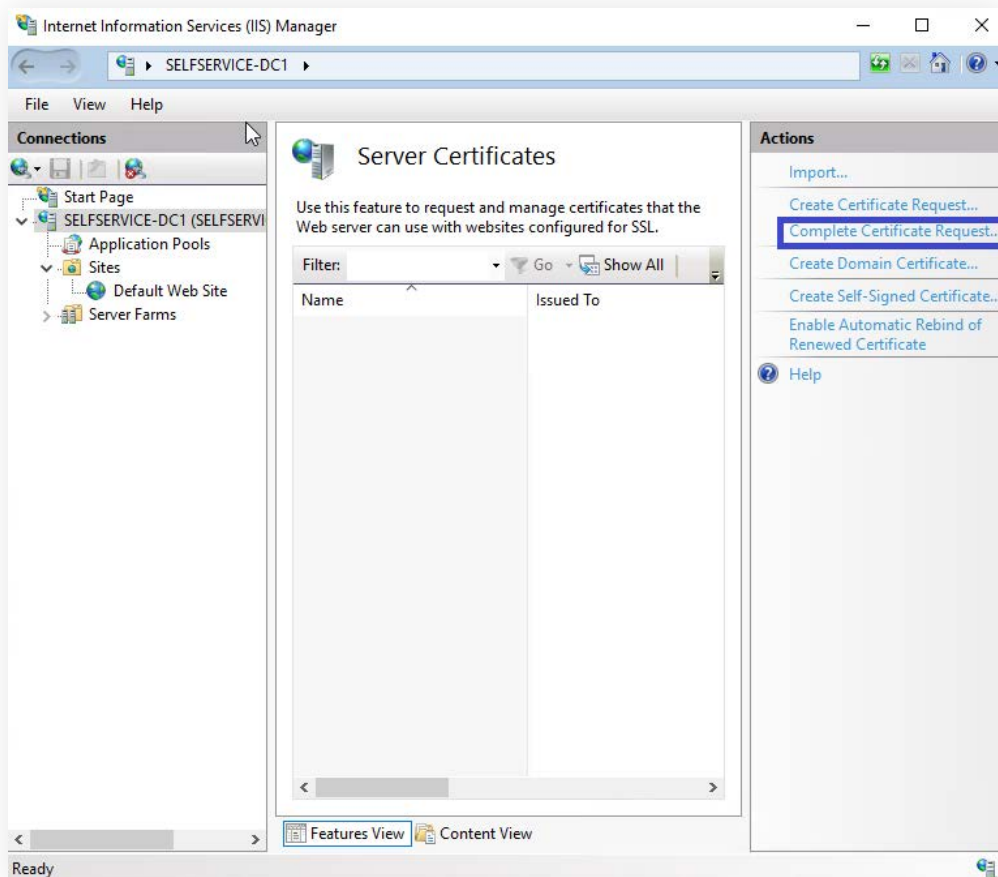 Internet Information Services (IIS) Manager
SELFSERVICE-DC1
File View Help
Connections
Start Page
SELFSERVICE-DC1 (SELFSERVI
Application Pools
Sites
Default Web Site
Server Farms
Server Certificates
Use this feature to request and manage certificates that the
Web server can use with websites configured for SSL.
Filter: Go Show All
Name Issued To
Features View Content View
Actions
Import...
Create Certificate Request...
Complete Certificate Request...
Create Domain Certificate...
Create Self-Signed Certificate...
Enable Automatic Rebind of
Renewed Certificate
Help
Ready